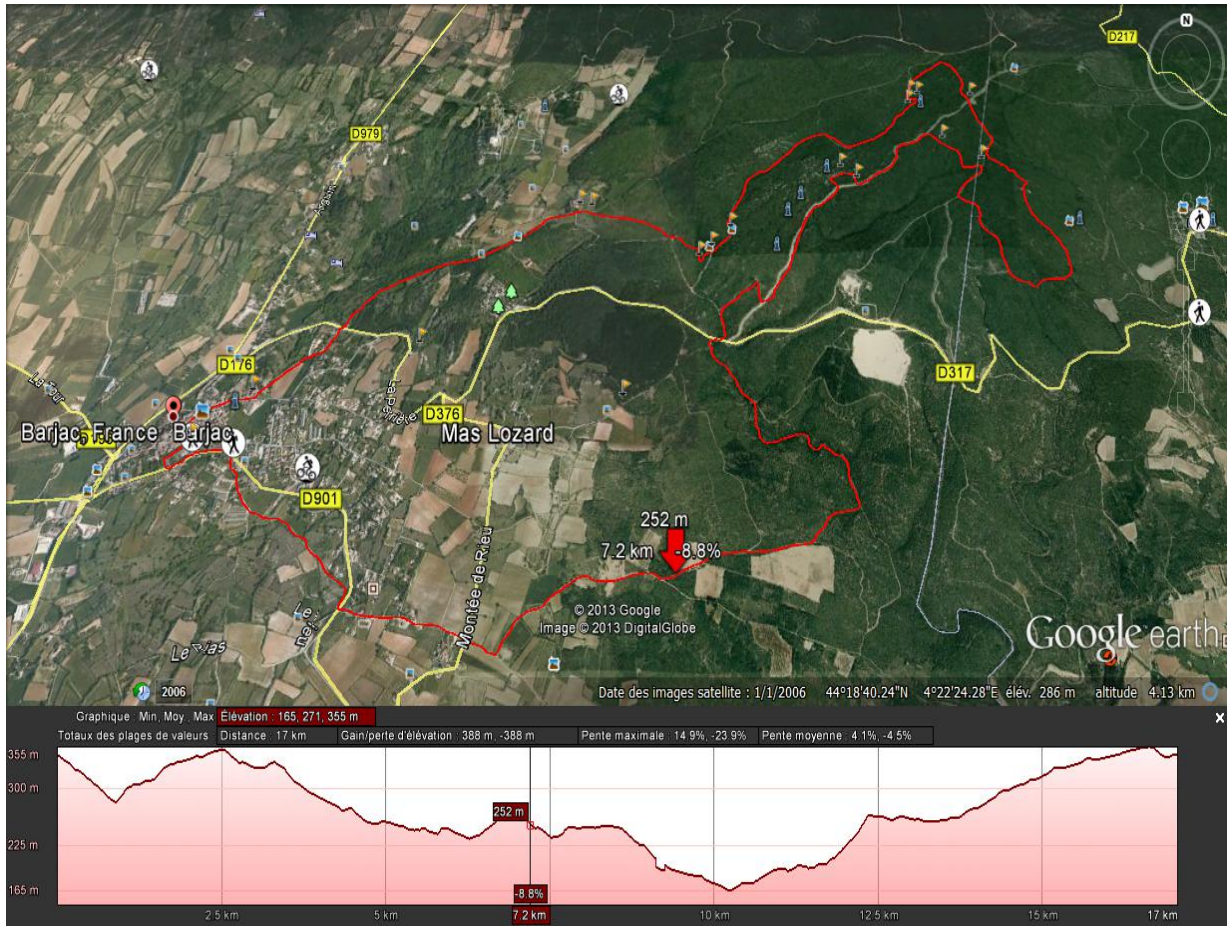 N
D217
D979
D176
La Tour
D376
D317
Barjac, France Barjac
Mas Lozard
D901
252 m
7.2 km -8.8%
Montée de Rieu
© 2013 Google
Image © 2013 DigitalGlobe
Google earth
2006
Date des images satellite : 1/1/2006 44°18'40.24"N 4°22'24.28"E élév. 286 m altitude 4.13 km
Graphique : Min, Moy, Max Élévation : 165, 271, 355 m
x
Totaux des plages de valeurs Distance : 17 km Gain/perte d'élévation : 388 m, -388 m Pente maximale : 14.9%, -23.9% Pente moyenne : 4.1%, -4.5%
355 m
300 m
252 m
225 m
165 m
-8.8%
2.5 km 5 km 7.2 km 10 km 12.5 km 15 km 17 km